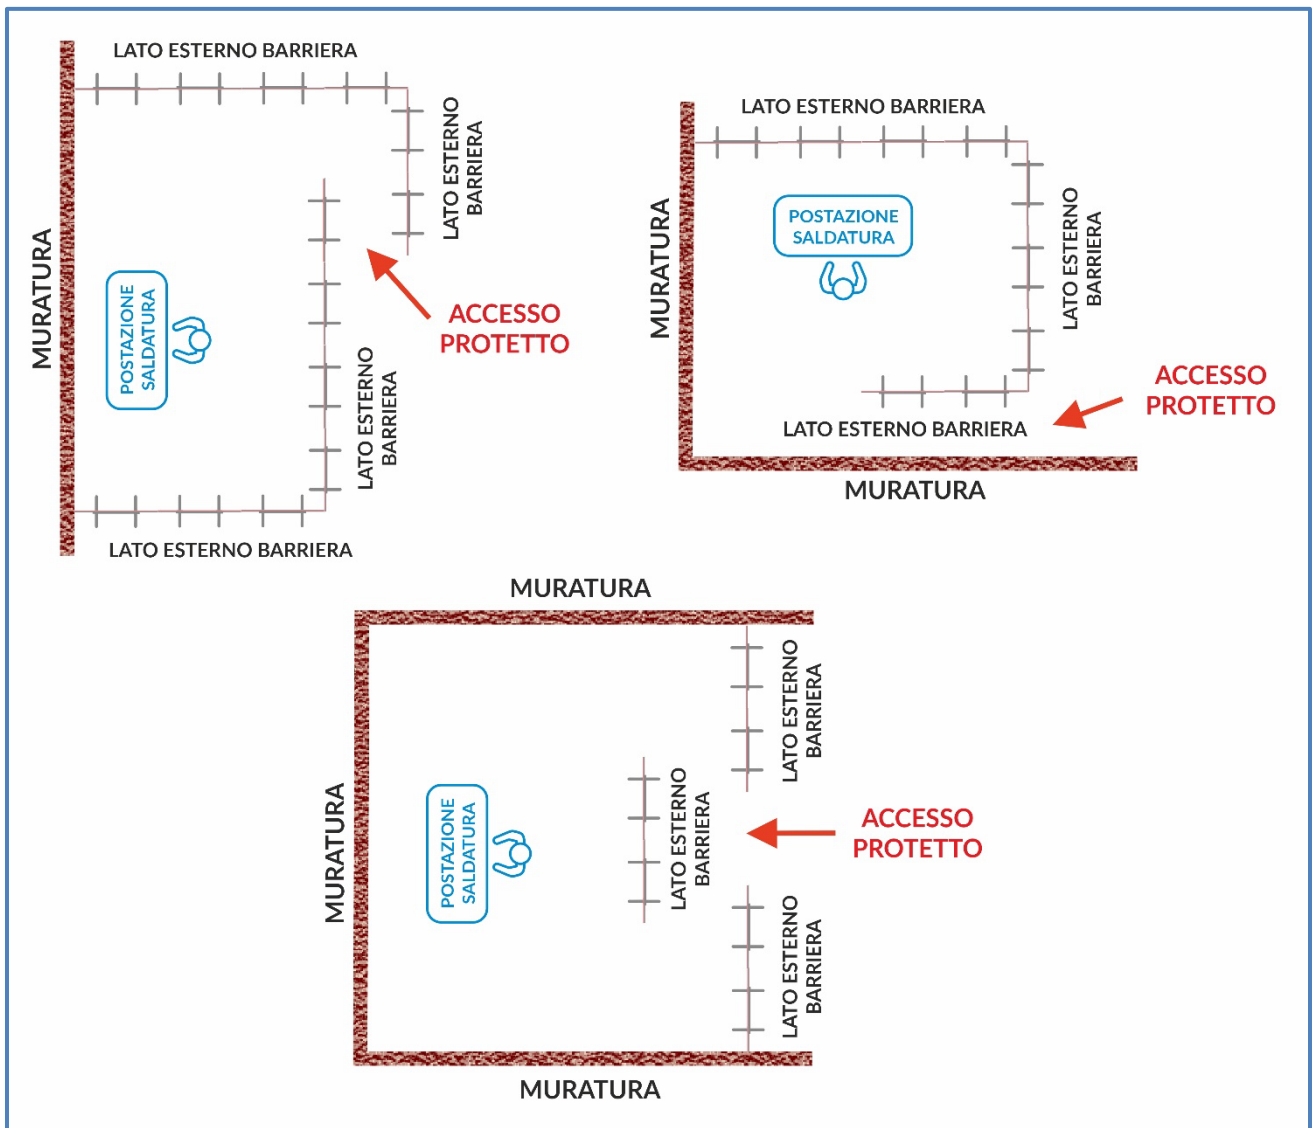 LATO ESTERNO BARRIERA
LATO ESTERNO
BARRIERA
MURATURA
POSTAZIONE
SALDATURA
ACCESSO
PROTETTO
LATO ESTERNO
BARRIERA
LATO ESTERNO BARRIERA
LATO ESTERNO BARRIERA
MURATURA
POSTAZIONE
SALDATURA
LATO ESTERNO
BARRIERA
ACCESSO
PROTETTO
LATO ESTERNO BARRIERA
MURATURA
MURATURA
LATO ESTERNO
BARRIERA
MURATURA
POSTAZIONE
SALDATURA
LATO ESTERNO
BARRIERA
ACCESSO
PROTETTO
LATO ESTERNO
BARRIERA
MURATURA